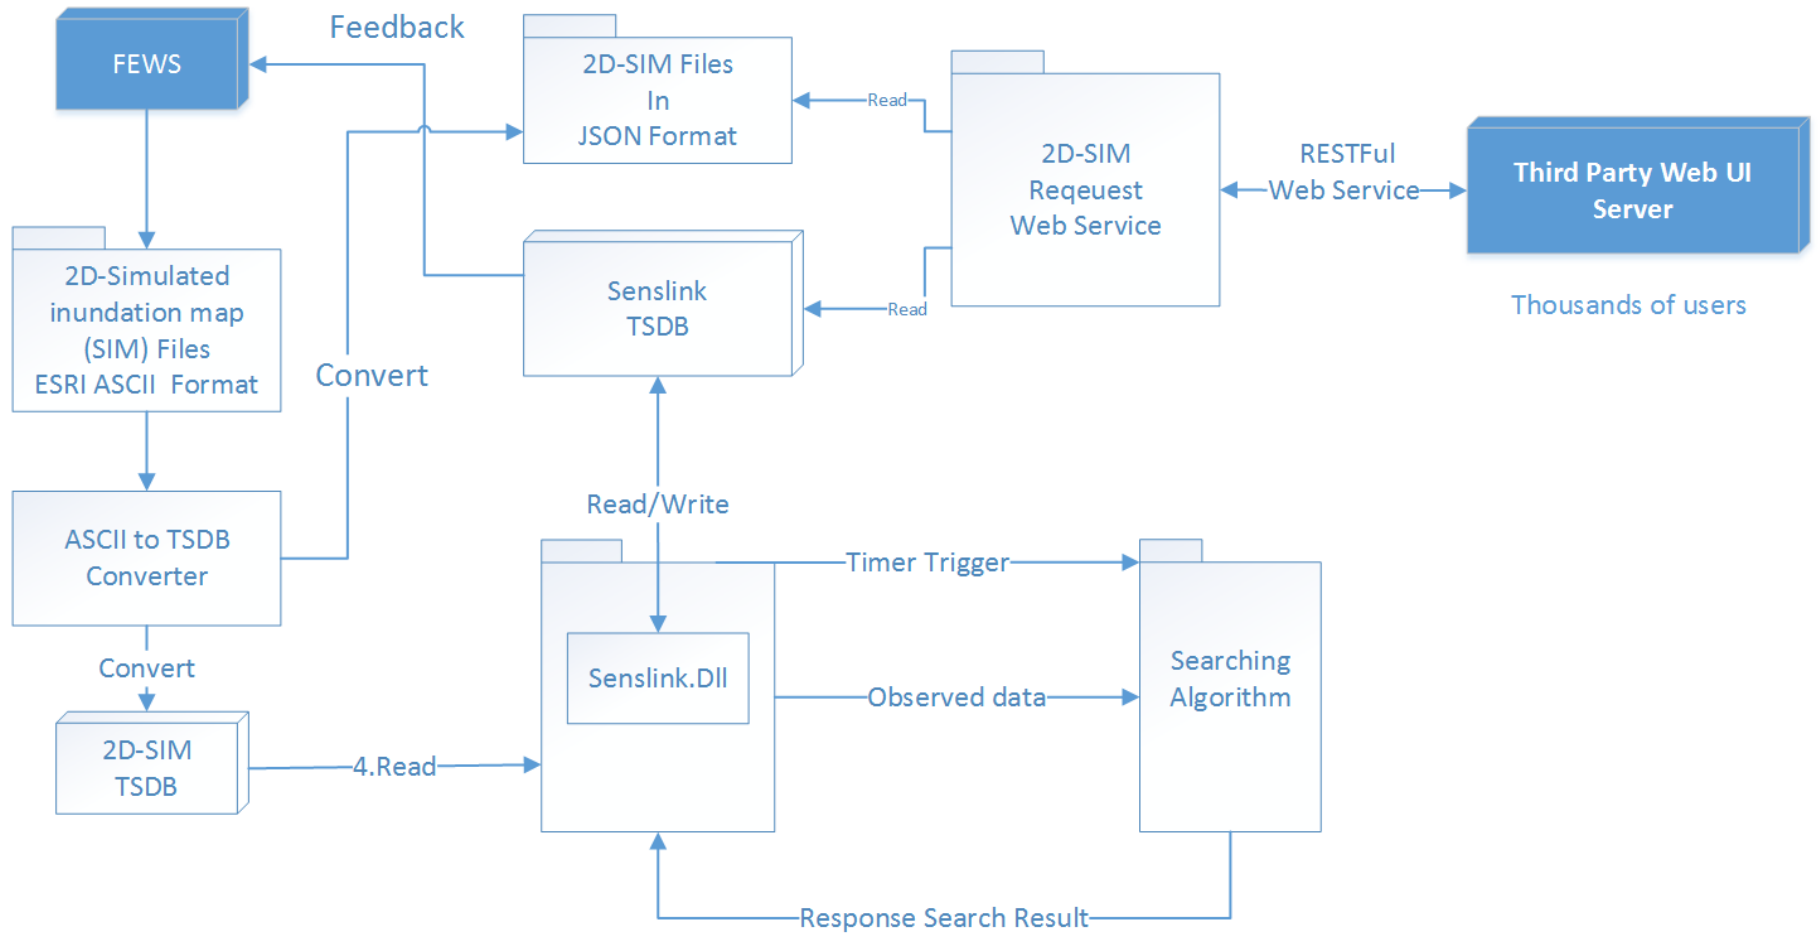 FEWS
Feedback
2D-SIM Files
In
JSON Format
Read
2D-SIM
Reqeuest
Web Service
RESTFul
Web Service
Third Party Web UI
Server
Thousands of users
2D-Simulated
inundation map
(SIM) Files
ESRI ASCII Format
Convert
Senslink
TSDB
Read
ASCII to TSDB
Converter
Read/Write
Timer Trigger
Senslink.Dll
Observed data
Searching
Algorithm
Convert
2D-SIM
TSDB
4.Read
Response Search Result